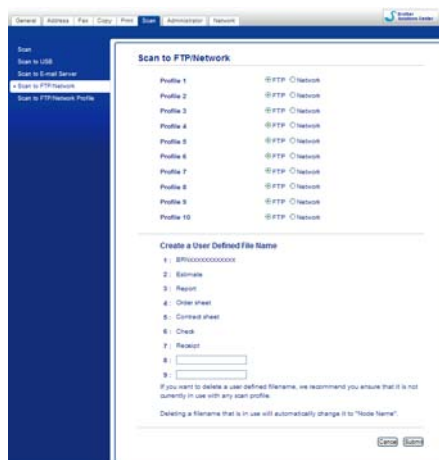 General Address Fax Copy Print Scan Administrator Network
Brother
Solutions Center
Scan
Scan to USB
Scan to E-mail Server
Scan to FTP/Network
Scan to FTP/Network Profile
Scan to FTP/Network
Profile 1 FTP Network
Profile 2 FTP Network
Profile 3 FTP Network
Profile 4 FTP Network
Profile 5 FTP Network
Profile 6 FTP Network
Profile 7 FTP Network
Profile 8 FTP Network
Profile 9 FTP Network
Profile 10 FTP Network
Create a User Defined File Name
1 : BRNXXXXXXXXXXXX
2 : Estimate
3 : Report
4 : Order sheet
5 : Contract sheet
6 : Check
7 : Receipt
8 :
9 :
If you want to delete a user defined filename, we recommend you ensure that it is not
currently in use with any scan profile.
Deleting a filename that is in use will automatically change it to "Node Name".
Cancel Submit